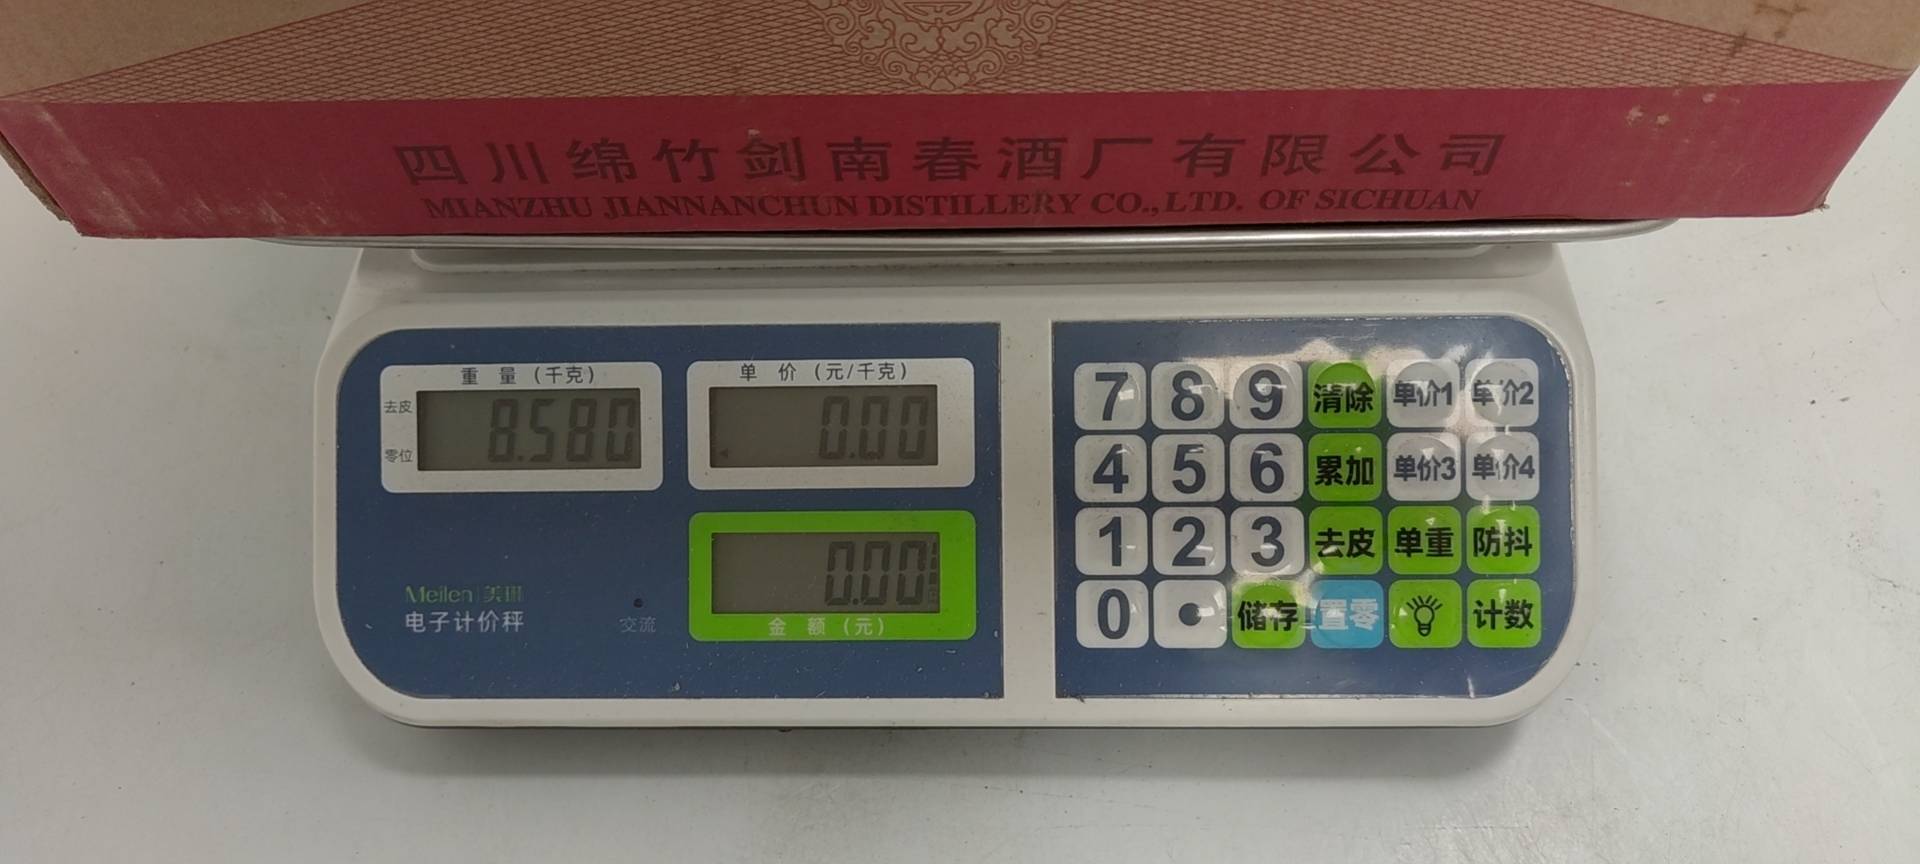 四川绵竹剑南春酒厂有限公司
MIANZHU JIANNANCHUN DISTILLERY CO.,LTD. OF SICHUAN
重量(千克)
去皮
零位
8.580
单价(元/千克)
0.00
0.00
金额(元)
Meilen|美琳
电子计价秤
交流
7 8 9 清除 单价1 单价2
4 5 6 累加 单价3 单价4
1 2 3 去皮 单重 防抖
0 • 储存 置零 计数